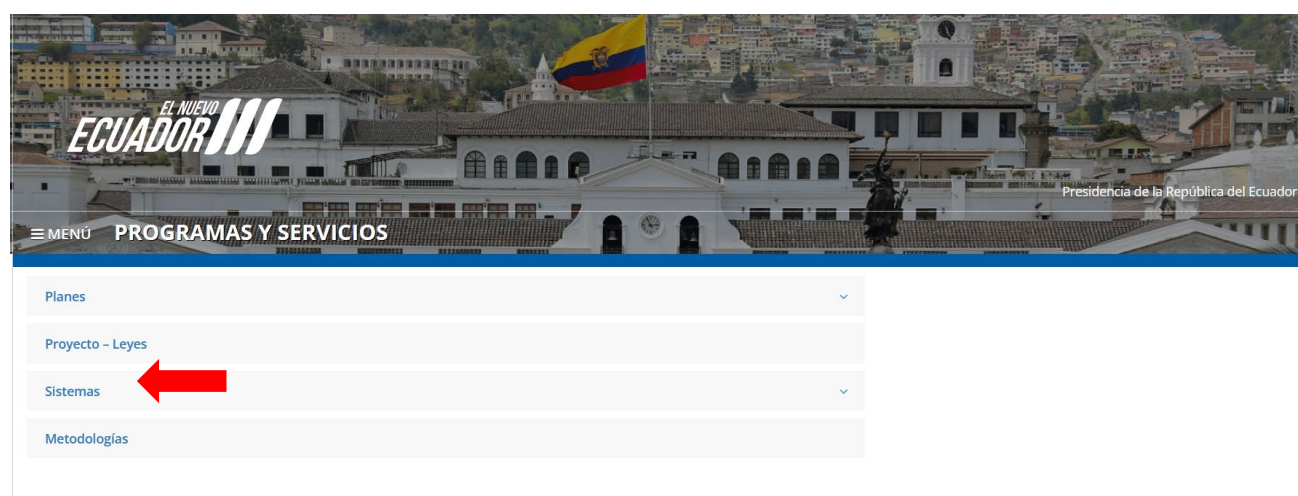 EL NUEVO
ECUADOR
Presidencia de la República del Ecuador
MENÚ PROGRAMAS Y SERVICIOS
Planes
Proyecto – Leyes
Sistemas
Metodologías